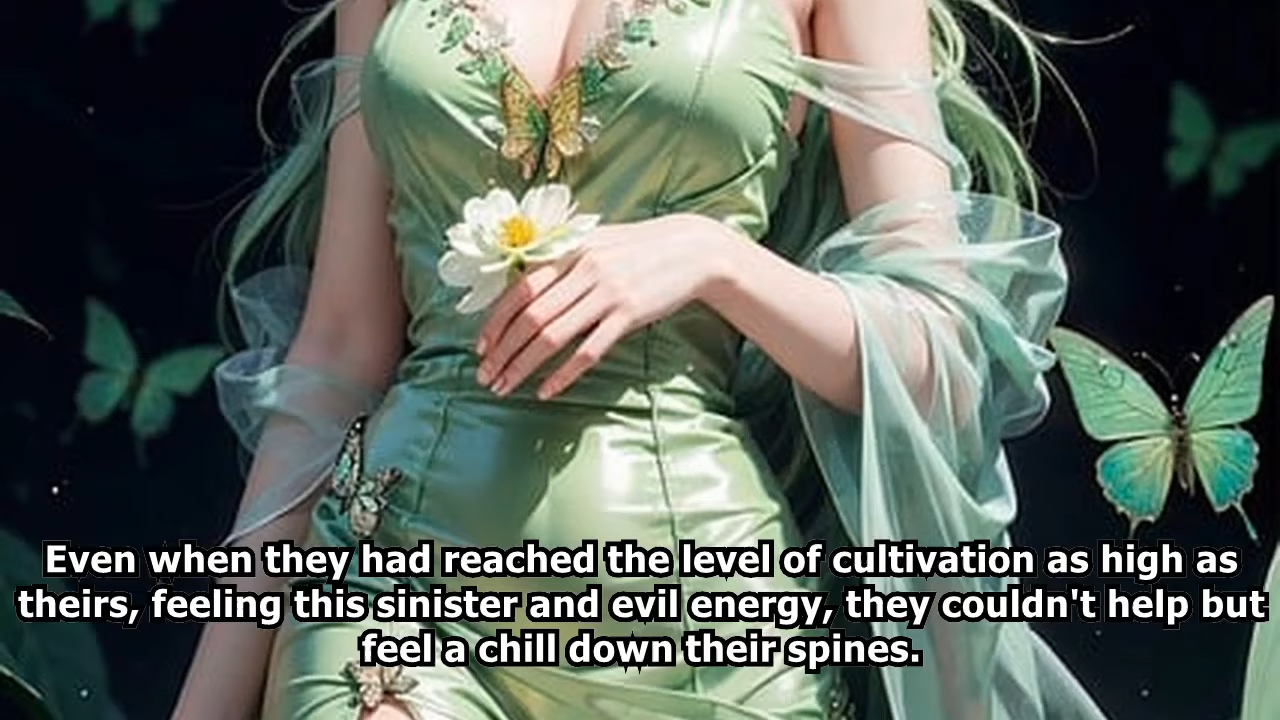 Even when they had reached the level of cultivation as high as
theirs, feeling this sinister and evil energy, they couldn't help but
feel a chill down their spines.